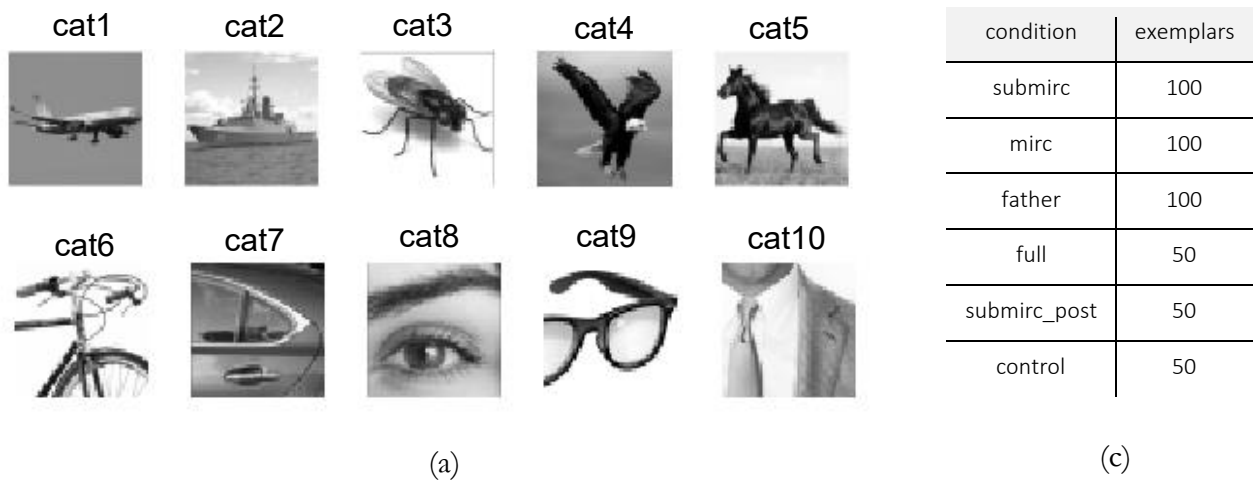 cat1 cat2 cat3 cat4 cat5
cat6 cat7 cat8 cat9 cat10
(a)
condition exemplars
submirc 100
mirc 100
father 100
full 50
submirc_post 50
control 50
(c)